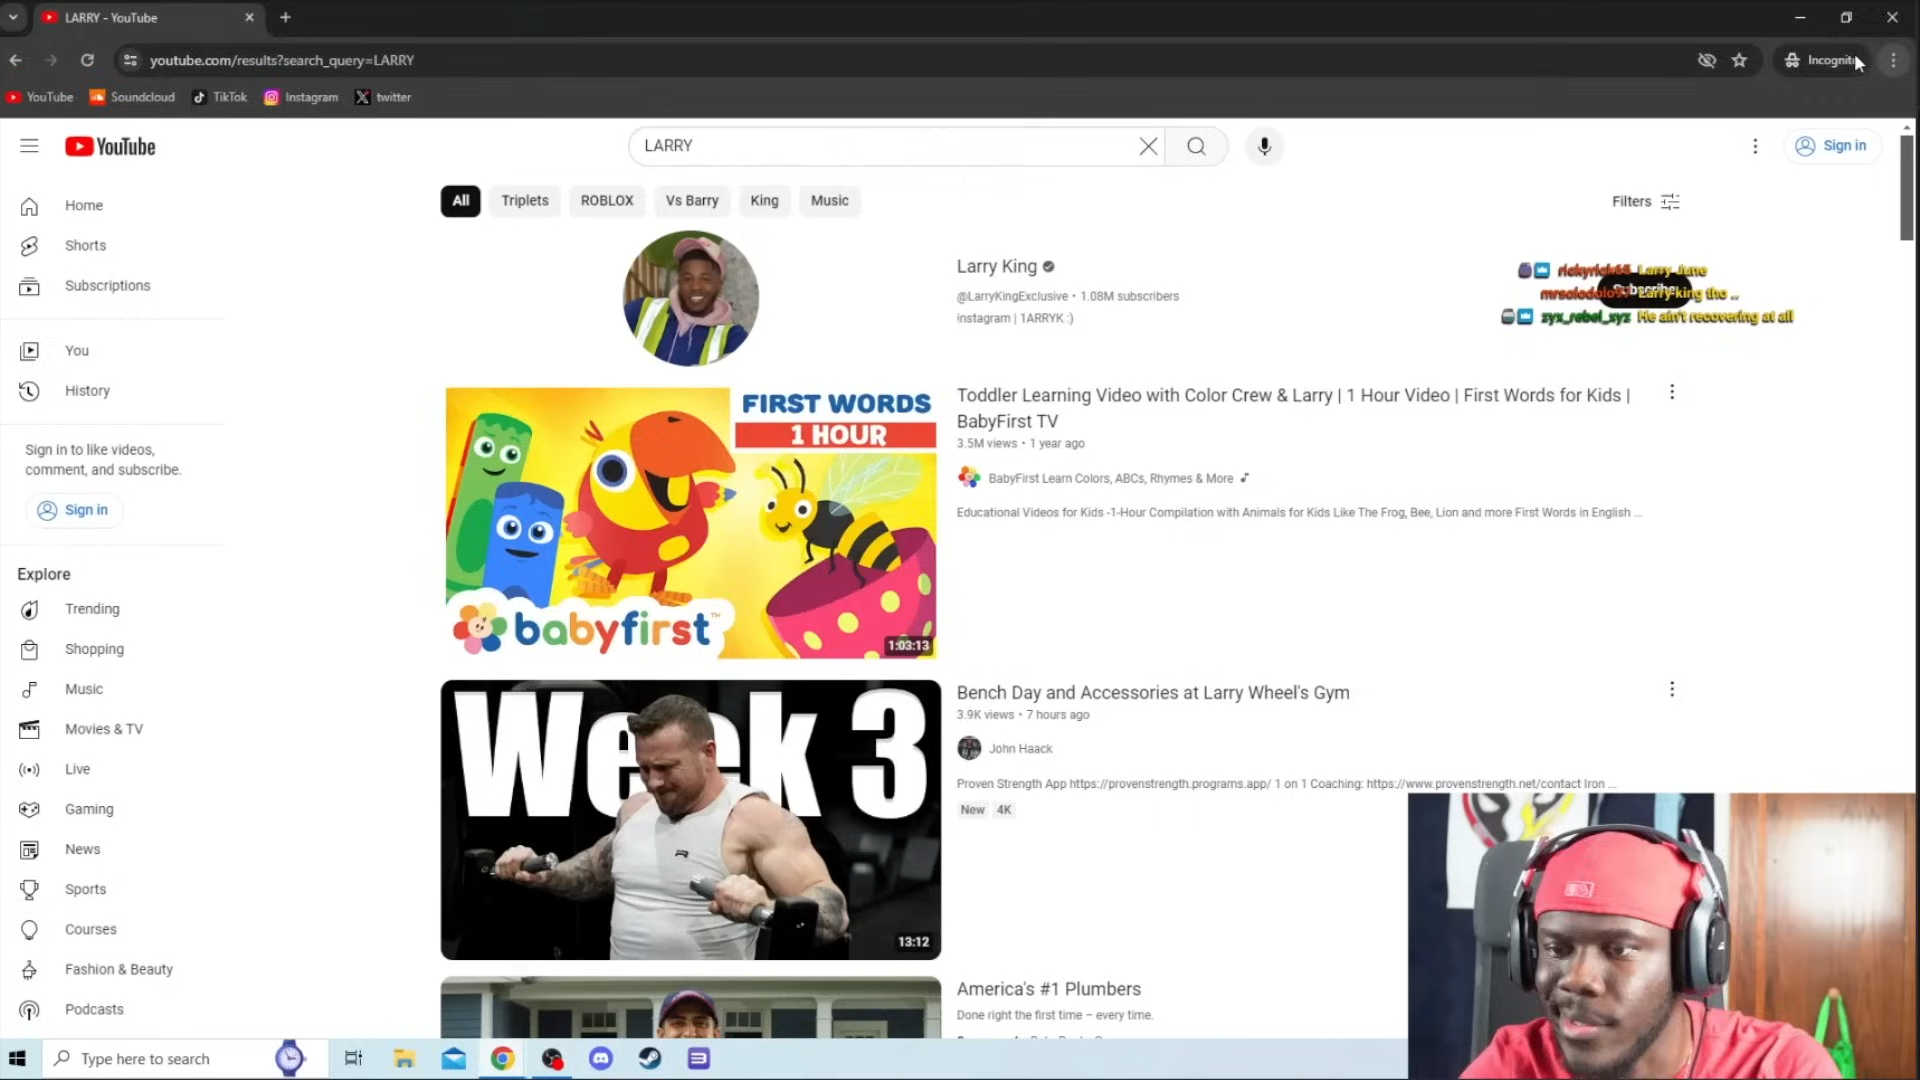 LARRY - YouTube
youtube.com/results?search_query=LARRY
Incognito
YouTube Soundcloud TikTok Instagram twitter
YouTube
LARRY
Sign in
All Triplets ROBLOX Vs Barry King Music
Filters
Home
Shorts
Subscriptions
You
History
Sign in to like videos,
comment, and subscribe.
Sign in
Explore
Trending
Shopping
Music
Movies & TV
Live
Gaming
News
Sports
Courses
Fashion & Beauty
Podcasts
Larry King
@LarryKingExclusive • 1.08M subscribers
instagram | 1ARRYK :)
Subscribe
rickyrick65 Larry June
Larry king tho ..
zyx_rebel_xyz He ain't recovering at all
FIRST WORDS
1 HOUR
babyfirst™
1:03:13
Toddler Learning Video with Color Crew & Larry | 1 Hour Video | First Words for Kids |
BabyFirst TV
3.5M views • 1 year ago
BabyFirst Learn Colors, ABCs, Rhymes & More
Educational Videos for Kids -1-Hour Compilation with Animals for Kids Like The Frog, Bee, Lion and more First Words in English ...
Week 3
13:12
Bench Day and Accessories at Larry Wheel's Gym
3.9K views • 7 hours ago
John Haack
Proven Strength App https://provenstrength.programs.app/ 1 on 1 Coaching: https://www.provenstrength.net/contact Iron ...
New 4K
America's #1 Plumbers
Done right the first time – every time.
Type here to search